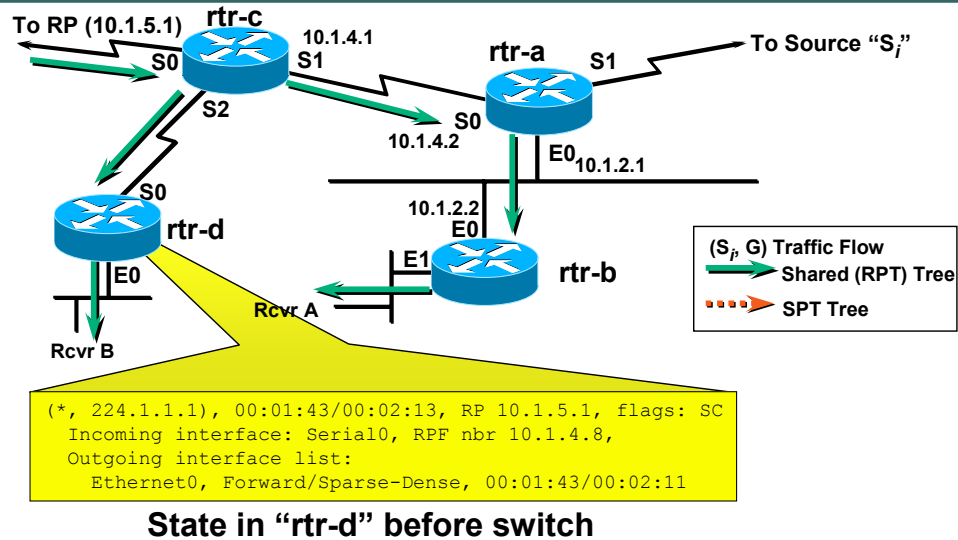 To RP (10.1.5.1)
rtr-c
10.1.4.1
S0
S1
S2
rtr-a
S1
To Source “Si”
S0
10.1.4.2
E0
10.1.2.1
S0
rtr-d
E0
Rcvr B
10.1.2.2
E0
E1
rtr-b
Rcvr A
(Si, G) Traffic Flow
Shared (RPT) Tree
SPT Tree
(*, 224.1.1.1), 00:01:43/00:02:13, RP 10.1.5.1, flags: SC
Incoming interface: Serial0, RPF nbr 10.1.4.8,
Outgoing interface list:
Ethernet0, Forward/Sparse-Dense, 00:01:43/00:02:11
State in “rtr-d” before switch